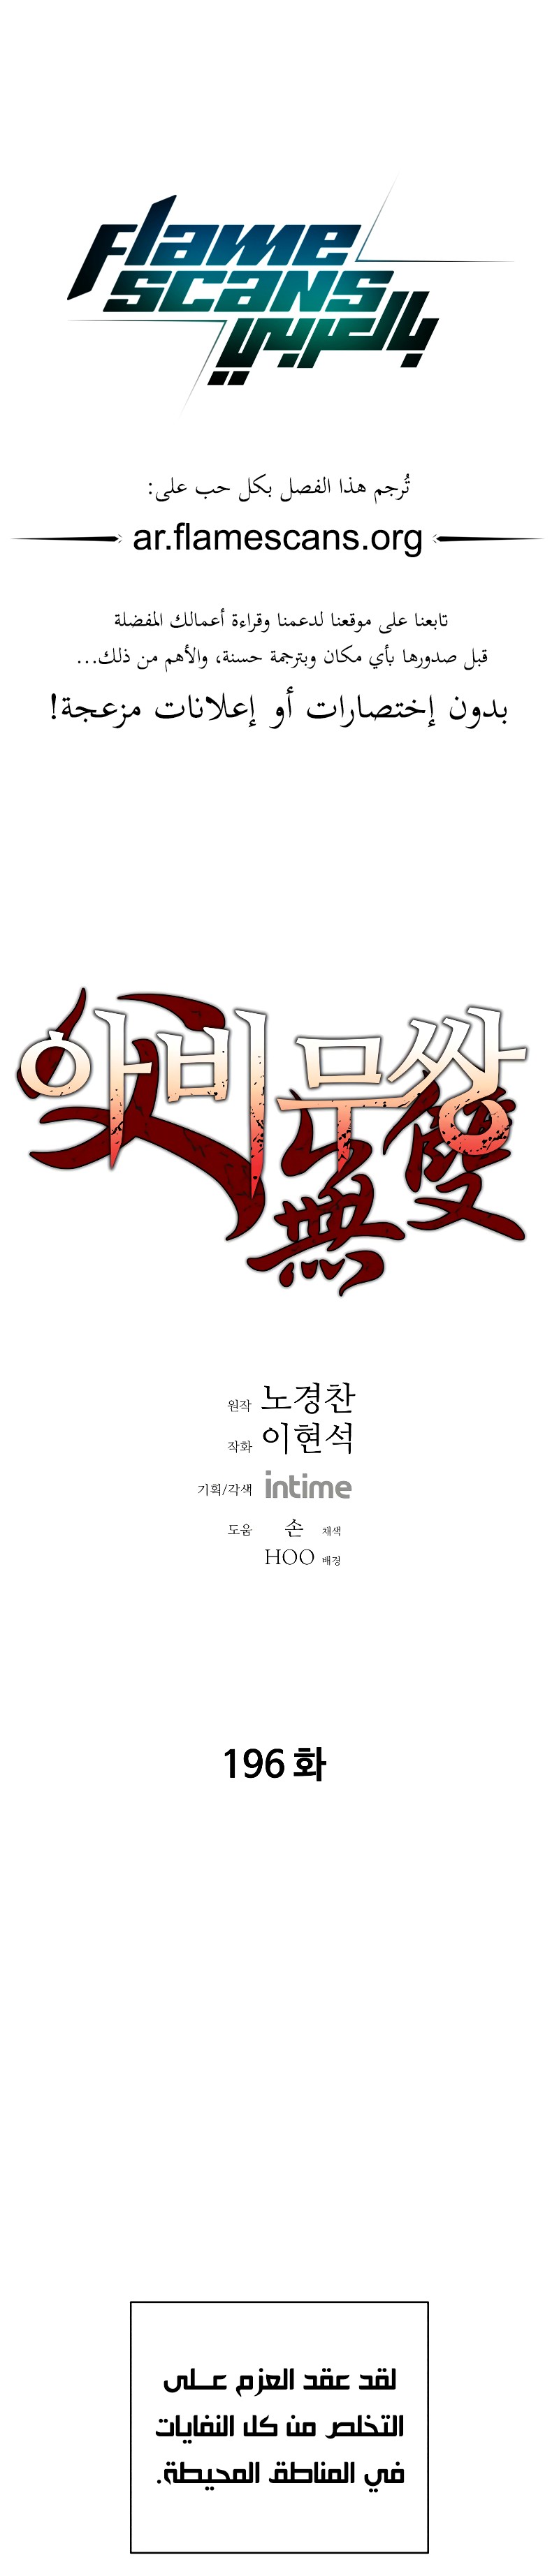 Flame
SCANS
بالعربي
تُرجم هذا الفصل بكل حب على:
ar.flamescans.org
تابعنا على موقعنا لدعمنا وقراءة أعمالك المفضلة
قبل صدورها بأي مكان وبترجمة حسنة، والأهم من ذلك...
بدون إختصارات أو إعلانات مزعجة!
아비무쌍
無雙
원작 노경찬
작화 이현석
기획/각색 intime
도움 손 채색
HOO 배경
196 화
لقد عقد العزم على
التخلص من كل النفايات
في المناطق المحيطة.